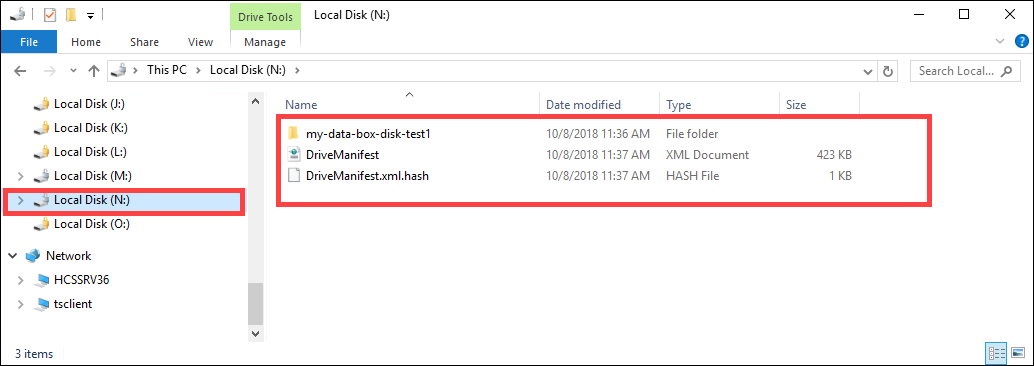 Drive Tools Local Disk (N:)
File Home Share View Manage
This PC Local Disk (N:) Search Local...
Local Disk (J:)
Local Disk (K:)
Local Disk (L:)
Local Disk (M:)
Local Disk (N:)
Local Disk (O:)
Network
HCSSRV36
tsclient
Name Date modified Type Size
my-data-box-disk-test1 10/8/2018 11:36 AM File folder
DriveManifest 10/8/2018 11:37 AM XML Document 423 KB
DriveManifest.xml.hash 10/8/2018 11:37 AM HASH File 1 KB
3 items